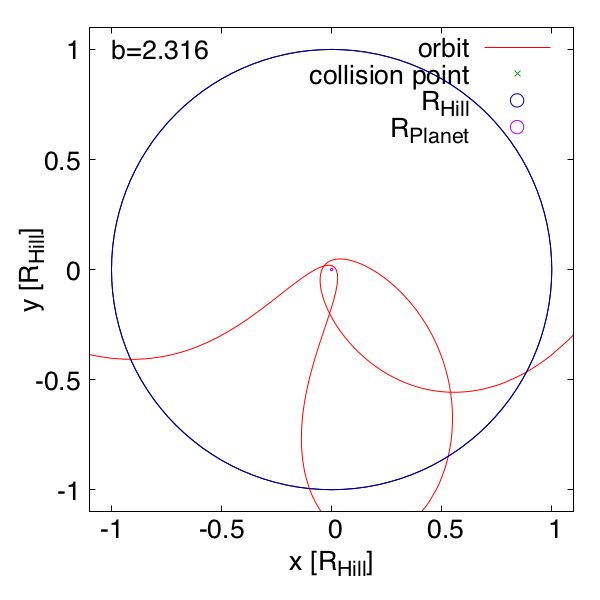 b=2.316
orbit
collision point
R_Hill
R_Planet
1
0.5
0
-0.5
-1
y [R_Hill]
-1 -0.5 0 0.5 1
x [R_Hill]